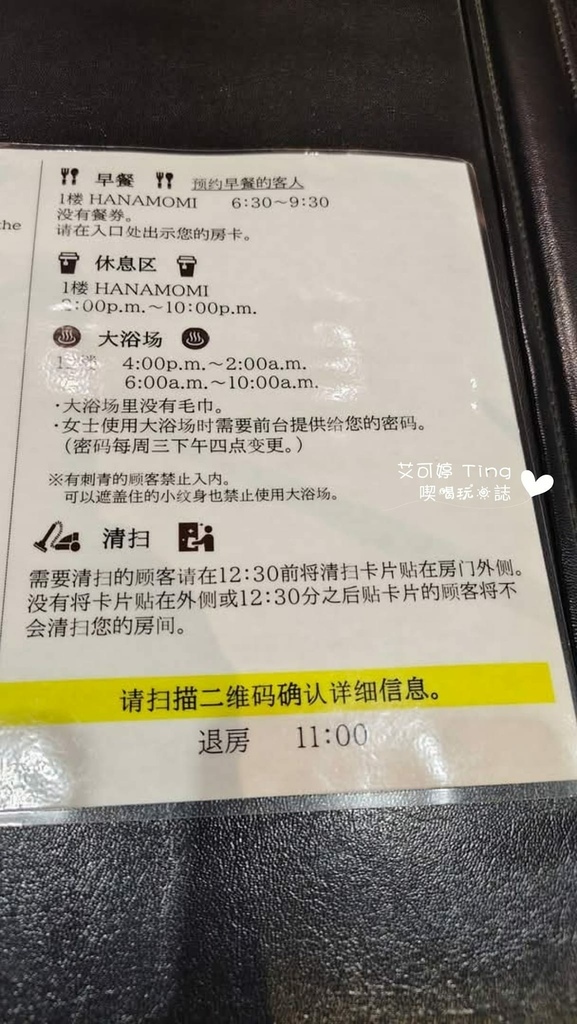 the
早餐 预约早餐的客人
1楼 HANAMOMI 6:30～9:30
没有餐券。
请在入口处出示您的房卡。
休息区
1楼 HANAMOMI
:00p.m.～10:00p.m.
大浴场
4:00p.m.～2:00a.m.
6:00a.m.～10:00a.m.
・大浴场里没有毛巾。
・女士使用大浴场时需要前台提供给您的密码。
（密码每周三下午四点变更。）
※有刺青的顾客禁止入内。
可以遮盖住的小纹身也禁止使用大浴场。
艾可婷 Ting
喫喝玩樂誌
清扫
需要清扫的顾客请在12:30前将清扫卡片贴在房门外侧。
没有将卡片贴在外侧或12:30分之后贴卡片的顾客将不
会清扫您的房间。
请扫描二维码确认详细信息。
退房 11:00